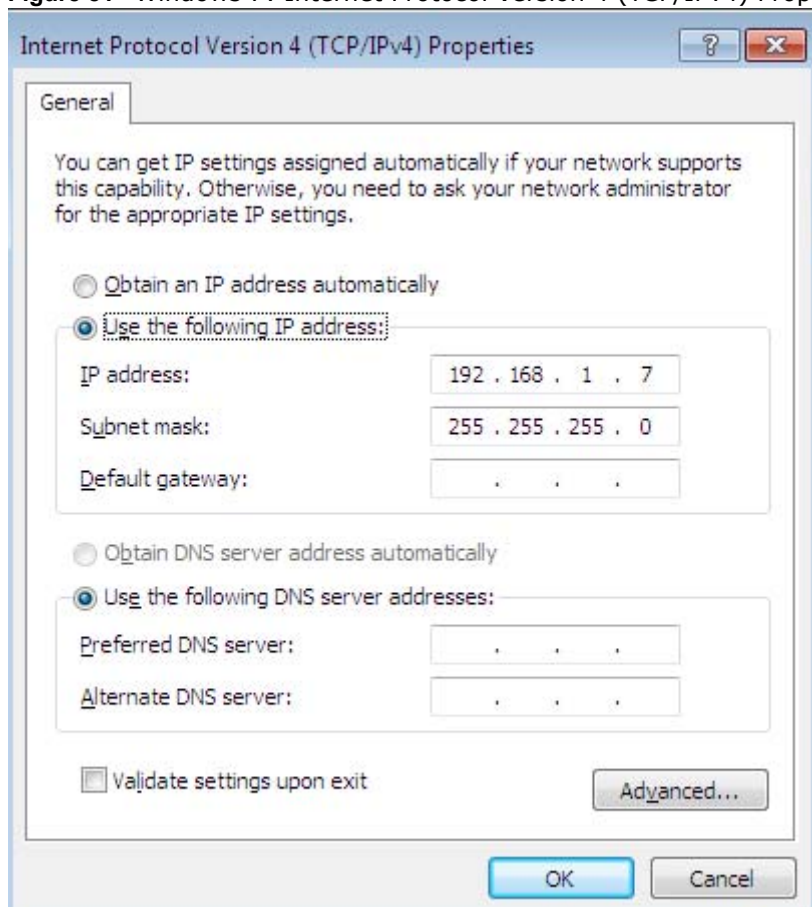 Internet Protocol Version 4 (TCP/IPv4) Properties
General
You can get IP settings assigned automatically if your network supports
this capability. Otherwise, you need to ask your network administrator
for the appropriate IP settings.
Obtain an IP address automatically
Use the following IP address:
IP address: 192 . 168 . 1 . 7
Subnet mask: 255 . 255 . 255 . 0
Default gateway: . . .
Obtain DNS server address automatically
Use the following DNS server addresses:
Preferred DNS server: . . .
Alternate DNS server: . . .
Validate settings upon exit
Advanced...
OK Cancel